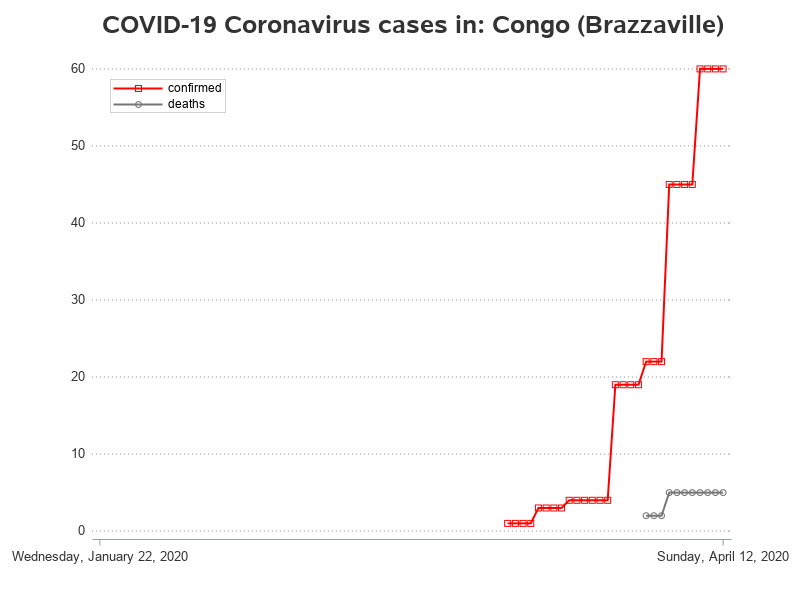 COVID-19 Coronavirus cases in: Congo (Brazzaville)
60
confirmed
deaths
50
40
30
20
10
0
Wednesday, January 22, 2020
Sunday, April 12, 2020